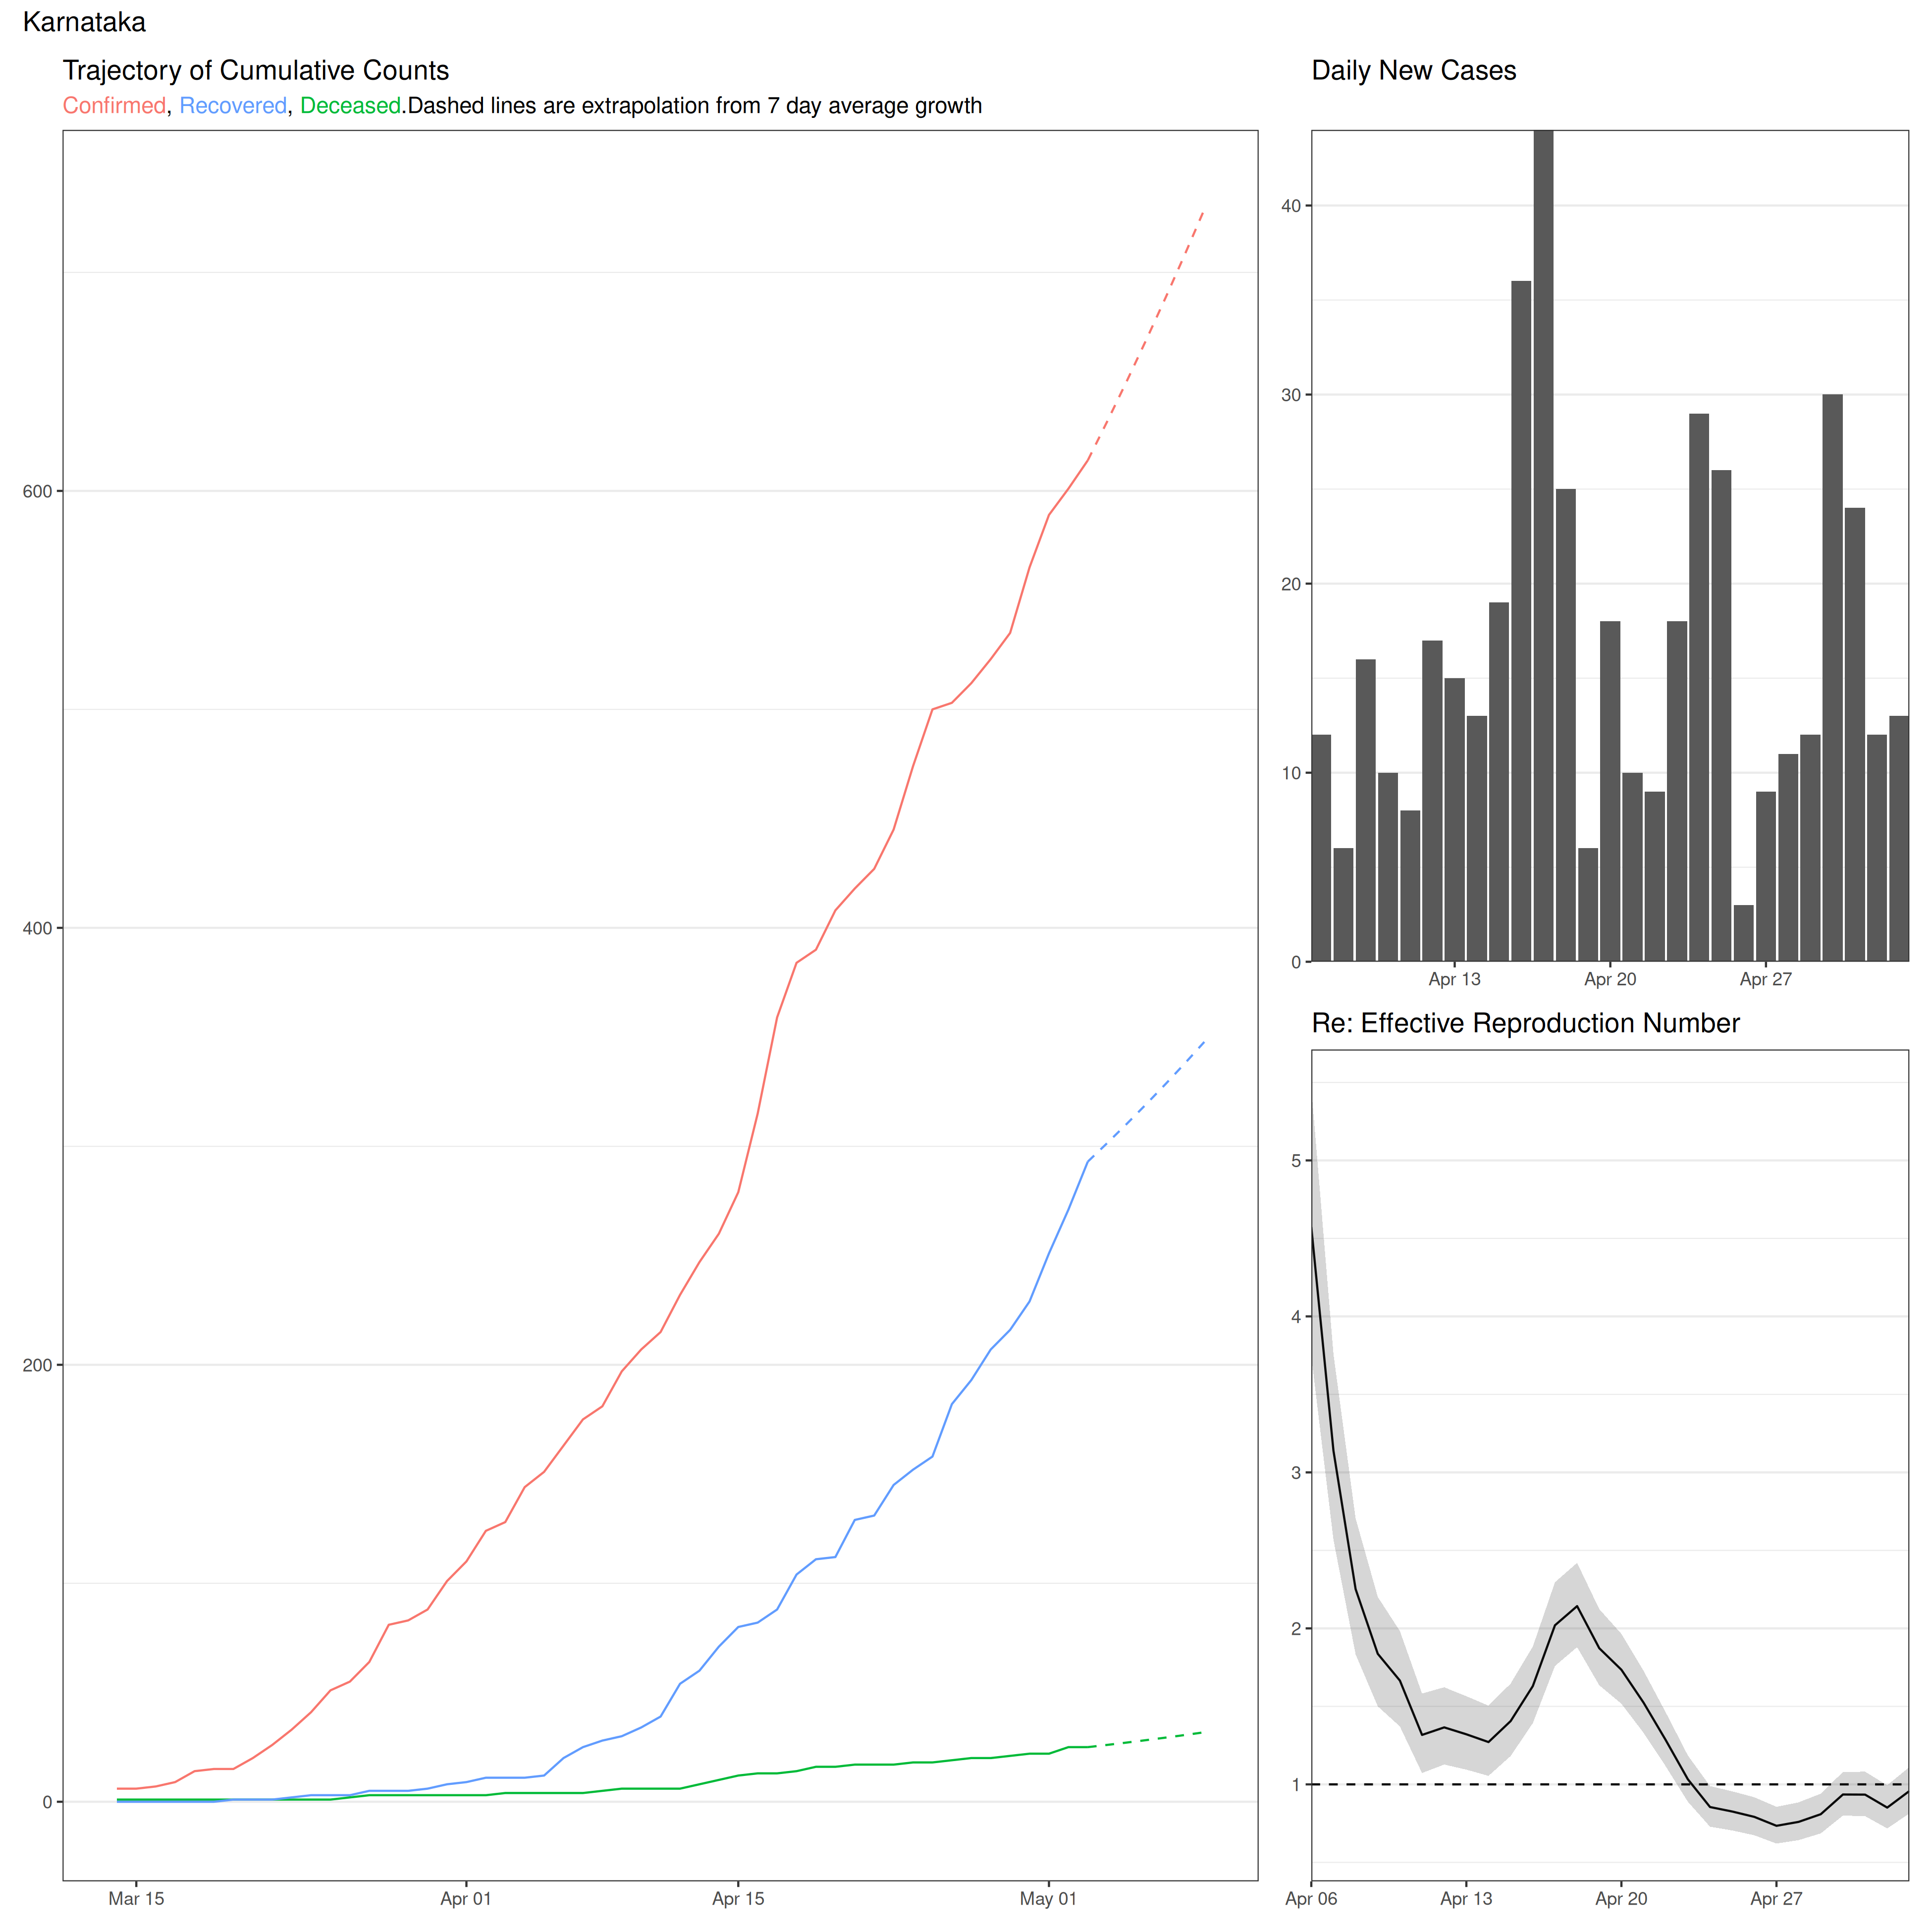 Karnataka
Trajectory of Cumulative Counts
Confirmed, Recovered, Deceased.Dashed lines are extrapolation from 7 day average growth
600
400
200
0
Mar 15 Apr 01 Apr 15 May 01
Daily New Cases
40
30
20
10
0
Apr 13 Apr 20 Apr 27
Re: Effective Reproduction Number
5
4
3
2
1
Apr 06 Apr 13 Apr 20 Apr 27